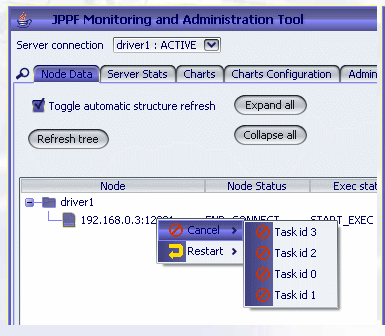 JPPF Monitoring and Administration Tool
Server connection driver1 : ACTIVE
Node Data Server Stats Charts Charts Configuration Admin
Toggle automatic structure refresh Expand all
Refresh tree Collapse all
Node Node Status Exec stat
driver1
192.168.0.3:12001 END_CONNECT START_EXEC
Cancel Task id 3
Restart Task id 2
Task id 0
Task id 1